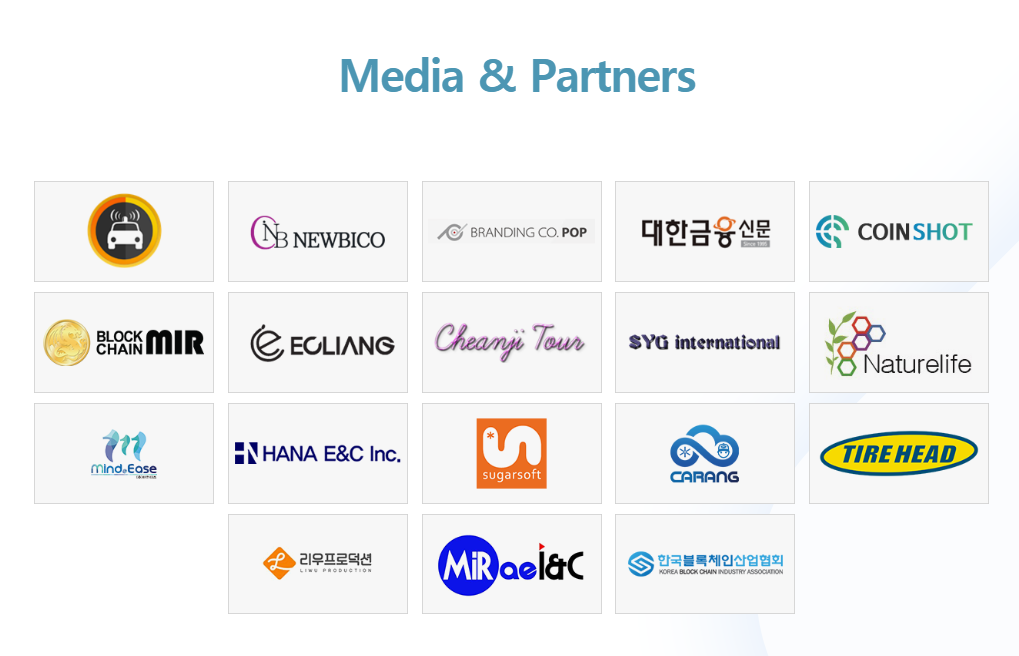 Media & Partners
CNB NEWBICO
BRANDING CO. POP
대한금융신문
Since 1995
COINSHOT
BLOCK CHAIN MIR
ECLIANG
Cheanji Tour
SYG international
Naturelife
Mind Ease
HANA E&C Inc.
sugarsoft
CARANG
TIRE HEAD
리우프로덕션
LIWU PRODUCTION
MiRae I&C
한국블록체인산업협회
KOREA BLOCK CHAIN INDUSTRY ASSOCIATION